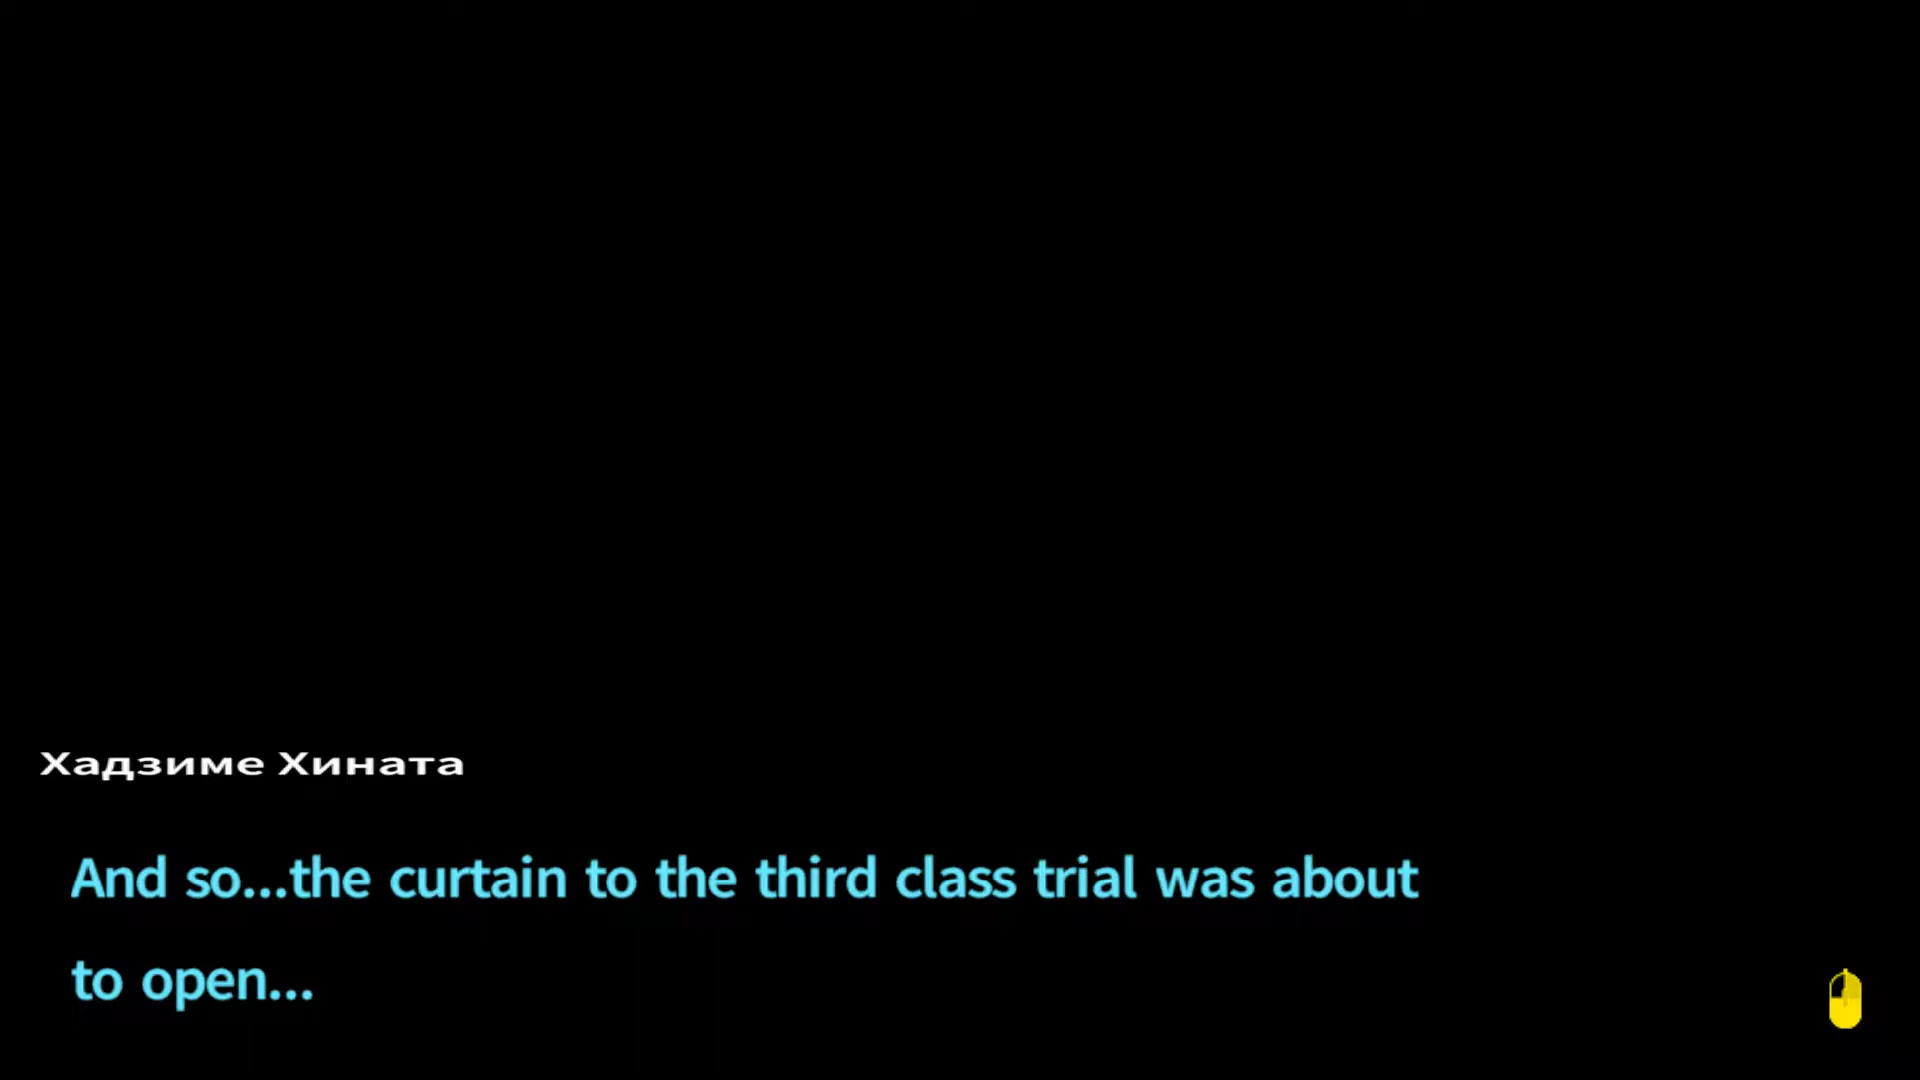 Хадзиме Хината
And so...the curtain to the third class trial was about
to open...